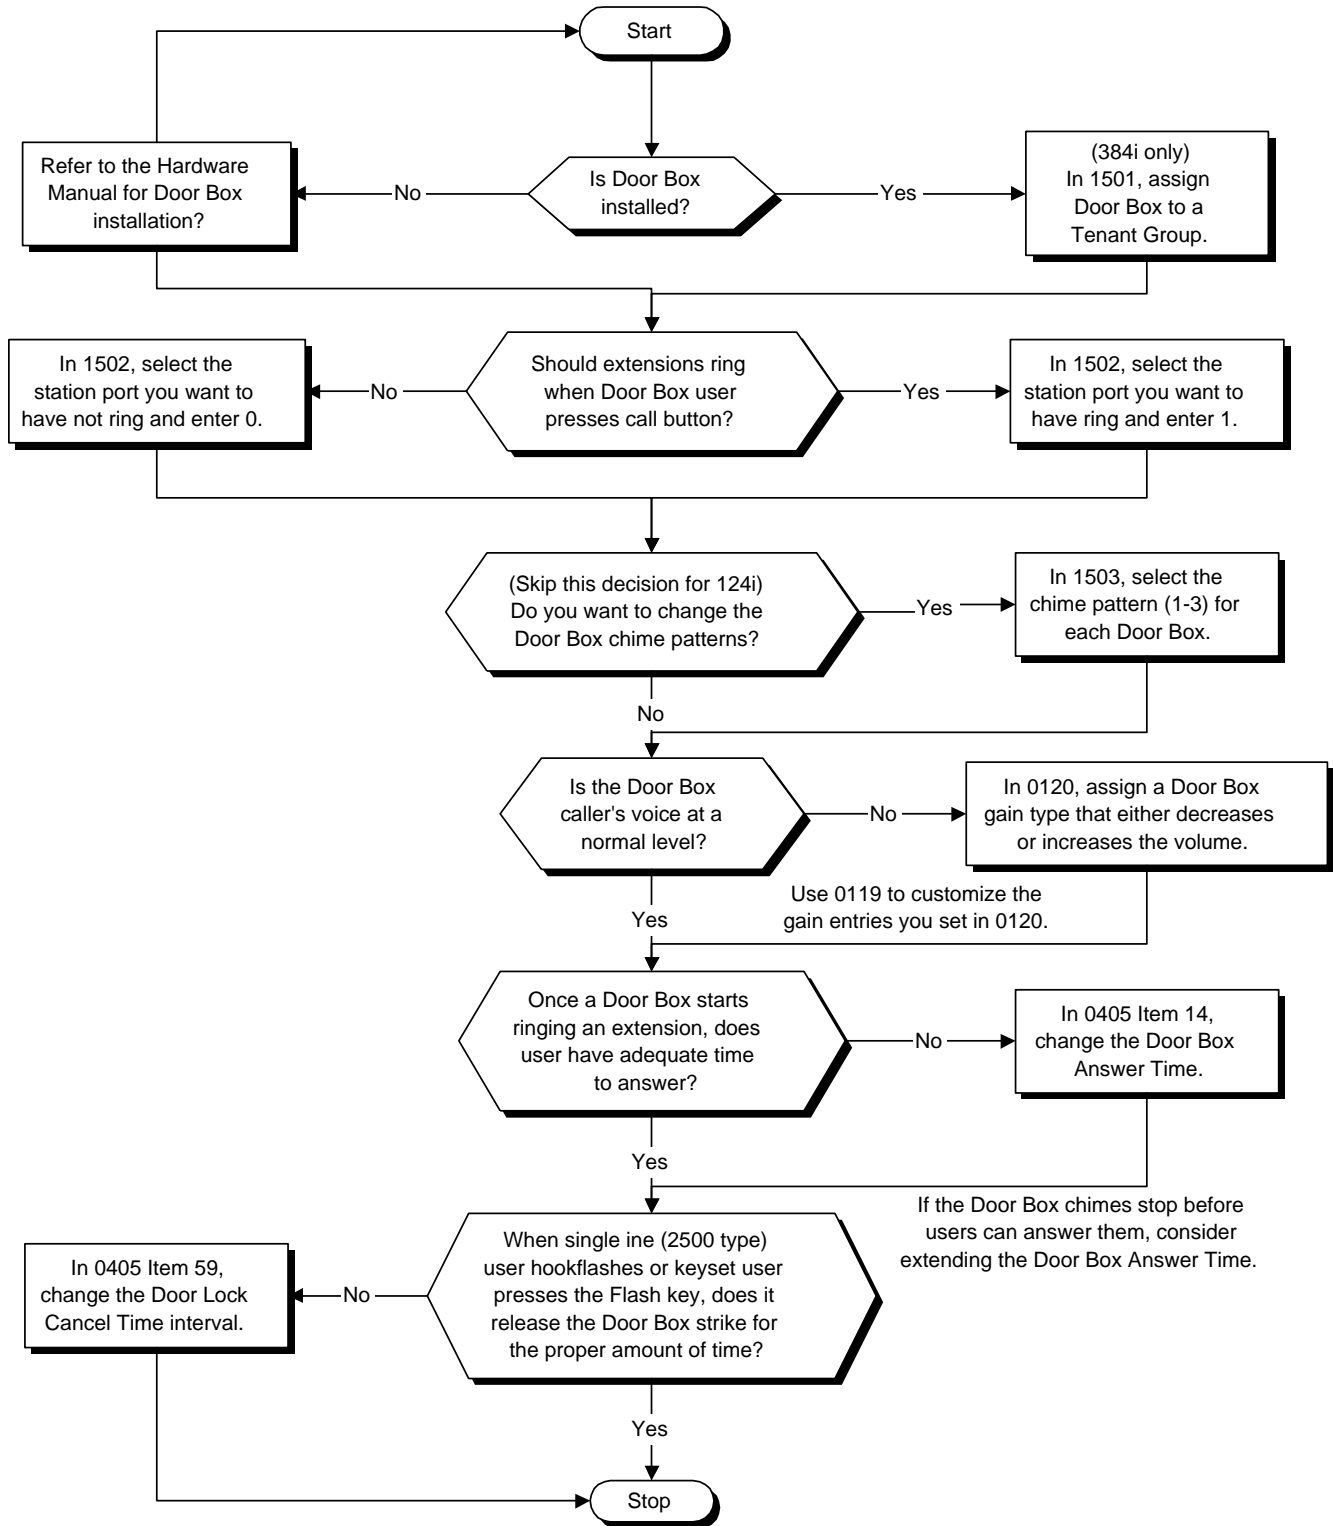 Start
Refer to the Hardware
Manual for Door Box
installation?
No
Is Door Box
installed?
Yes
(384i only)
In 1501, assign
Door Box to a
Tenant Group.
In 1502, select the
station port you want to
have not ring and enter 0.
No
Should extensions ring
when Door Box user
presses call button?
Yes
In 1502, select the
station port you want to
have ring and enter 1.
(Skip this decision for 124i)
Do you want to change the
Door Box chime patterns?
Yes
In 1503, select the
chime pattern (1-3) for
each Door Box.
No
Is the Door Box
caller's voice at a
normal level?
No
In 0120, assign a Door Box
gain type that either decreases
or increases the volume.
Yes
Use 0119 to customize the
gain entries you set in 0120.
Once a Door Box starts
ringing an extension, does
user have adequate time
to answer?
No
In 0405 Item 14,
change the Door Box
Answer Time.
Yes
If the Door Box chimes stop before
users can answer them, consider
extending the Door Box Answer Time.
In 0405 Item 59,
change the Door Lock
Cancel Time interval.
No
When single ine (2500 type)
user hookflashes or keyset user
presses the Flash key, does it
release the Door Box strike for
the proper amount of time?
Yes
Stop